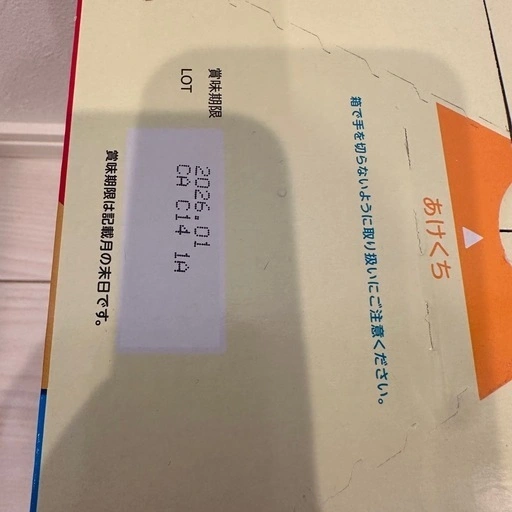 あけくち
箱で手を切らないように取り扱いにご注意ください。
賞味期限 2026.01
LOT CA C14 1A
賞味期限は記載月の末日です。